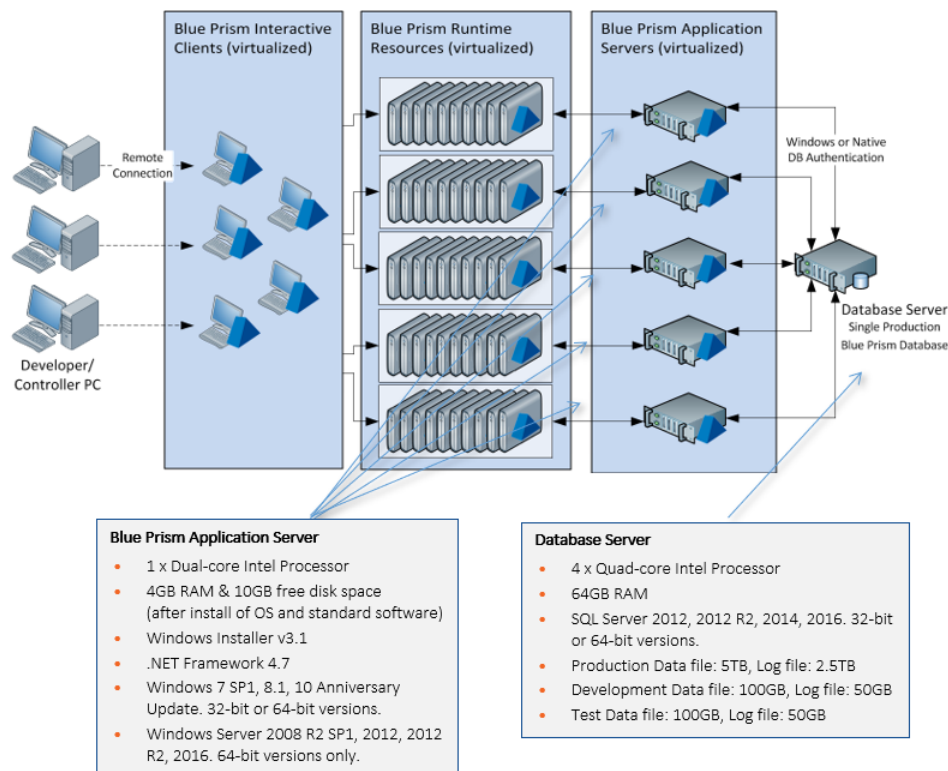 Blue Prism Interactive
Clients (virtualized)
Blue Prism Runtime
Resources (virtualized)
Blue Prism Application
Servers (virtualized)
Remote
Connection
Windows or Native
DB Authentication
Developer/
Controller PC
Database Server
Single Production
Blue Prism Database
Blue Prism Application Server
• 1 x Dual-core Intel Processor
• 4GB RAM & 10GB free disk space
(after install of OS and standard software)
• Windows Installer v3.1
• .NET Framework 4.7
• Windows 7 SP1, 8.1, 10 Anniversary
Update. 32-bit or 64-bit versions.
• Windows Server 2008 R2 SP1, 2012, 2012
R2, 2016. 64-bit versions only.
Database Server
• 4 x Quad-core Intel Processor
• 64GB RAM
• SQL Server 2012, 2012 R2, 2014, 2016. 32-bit
or 64-bit versions.
• Production Data file: 5TB, Log file: 2.5TB
• Development Data file: 100GB, Log file: 50GB
• Test Data file: 100GB, Log file: 50GB